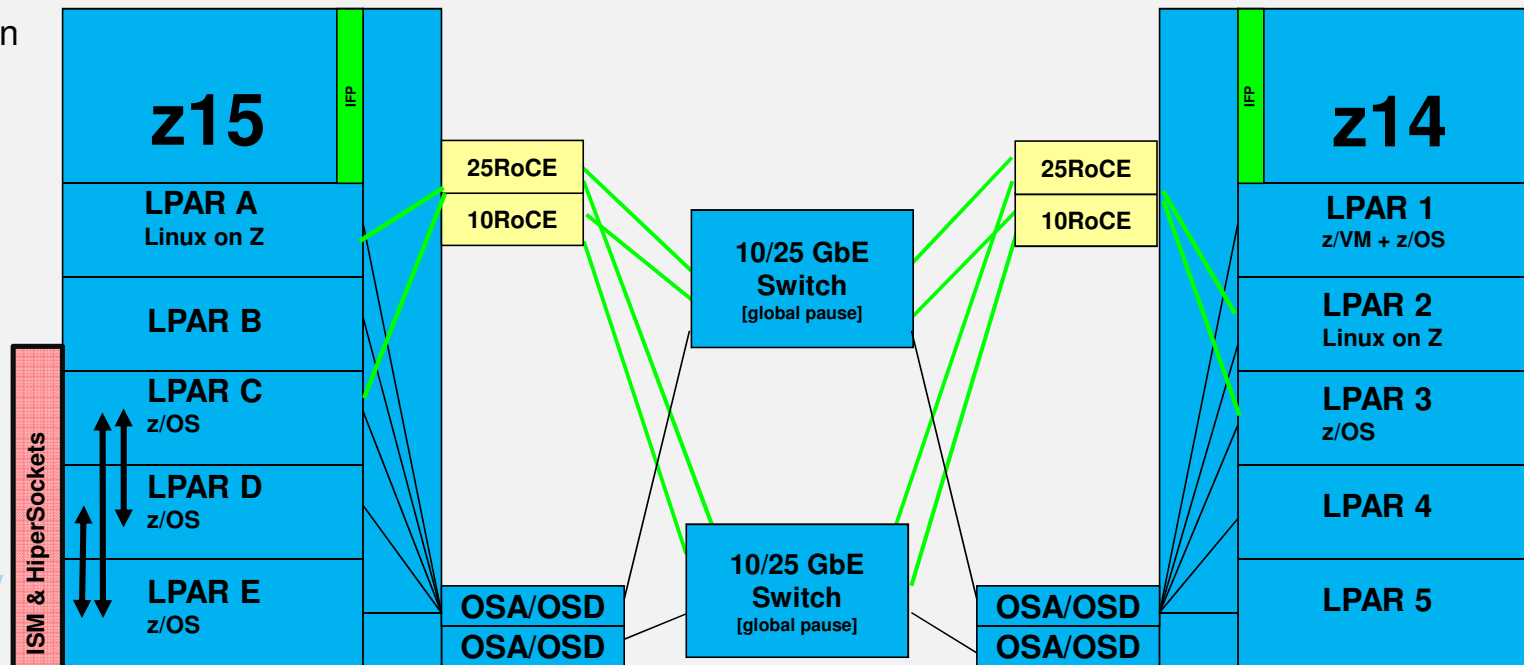 n
z15
IFP
LPAR A
Linux on Z
LPAR B
LPAR C
z/OS
LPAR D
z/OS
LPAR E
z/OS
ISM & HiperSockets
25RoCE
10RoCE
OSA/OSD
OSA/OSD
10/25 GbE
Switch
[global pause]
10/25 GbE
Switch
[global pause]
25RoCE
10RoCE
OSA/OSD
OSA/OSD
IFP
z14
LPAR 1
z/VM + z/OS
LPAR 2
Linux on Z
LPAR 3
z/OS
LPAR 4
LPAR 5